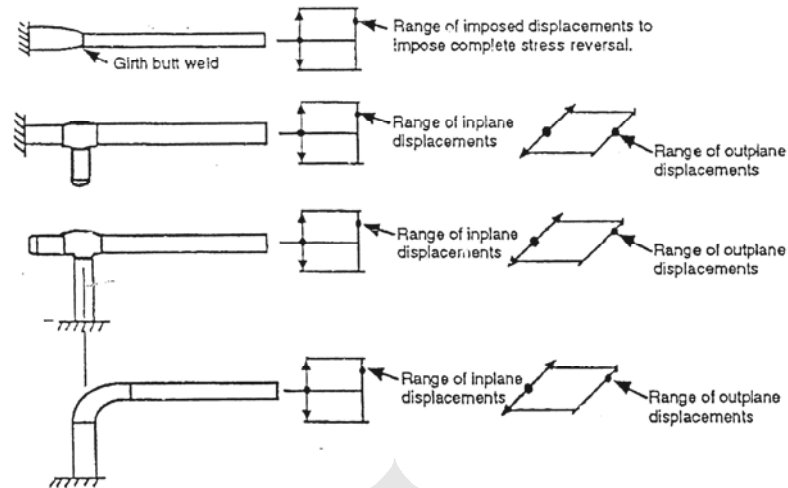 Range of imposed displacements to
impose complete stress reversal.
Girth butt weld
Range of inplane
displacements
Range of outplane
displacements
Range of inplane
displacements
Range of outplane
displacements
Range of inplane
displacements
Range of outplane
displacements